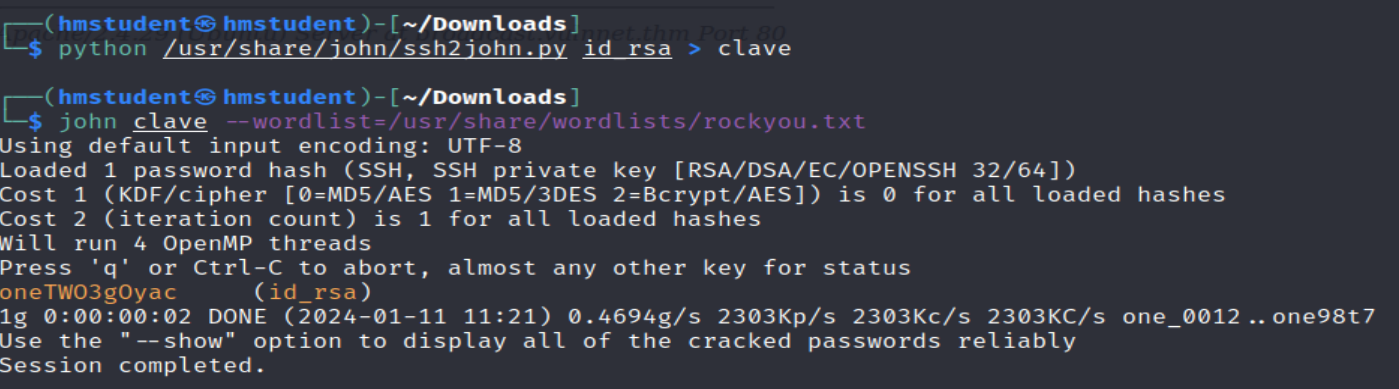 ┌──(hmstudent㉿hmstudent)-[~/Downloads]
└─$ python /usr/share/john/ssh2john.py id_rsa > clave
┌──(hmstudent㉿hmstudent)-[~/Downloads]
└─$ john clave --wordlist=/usr/share/wordlists/rockyou.txt
Using default input encoding: UTF-8
Loaded 1 password hash (SSH, SSH private key [RSA/DSA/EC/OPENSSH 32/64])
Cost 1 (KDF/cipher [0=MD5/AES 1=MD5/3DES 2=Bcrypt/AES]) is 0 for all loaded hashes
Cost 2 (iteration count) is 1 for all loaded hashes
Will run 4 OpenMP threads
Press 'q' or Ctrl-C to abort, almost any other key for status
oneTWO3gOyac     (id_rsa)
1g 0:00:00:02 DONE (2024-01-11 11:21) 0.4694g/s 2303Kp/s 2303Kc/s 2303KC/s one_0012..one98t7
Use the "--show" option to display all of the cracked passwords reliably
Session completed.